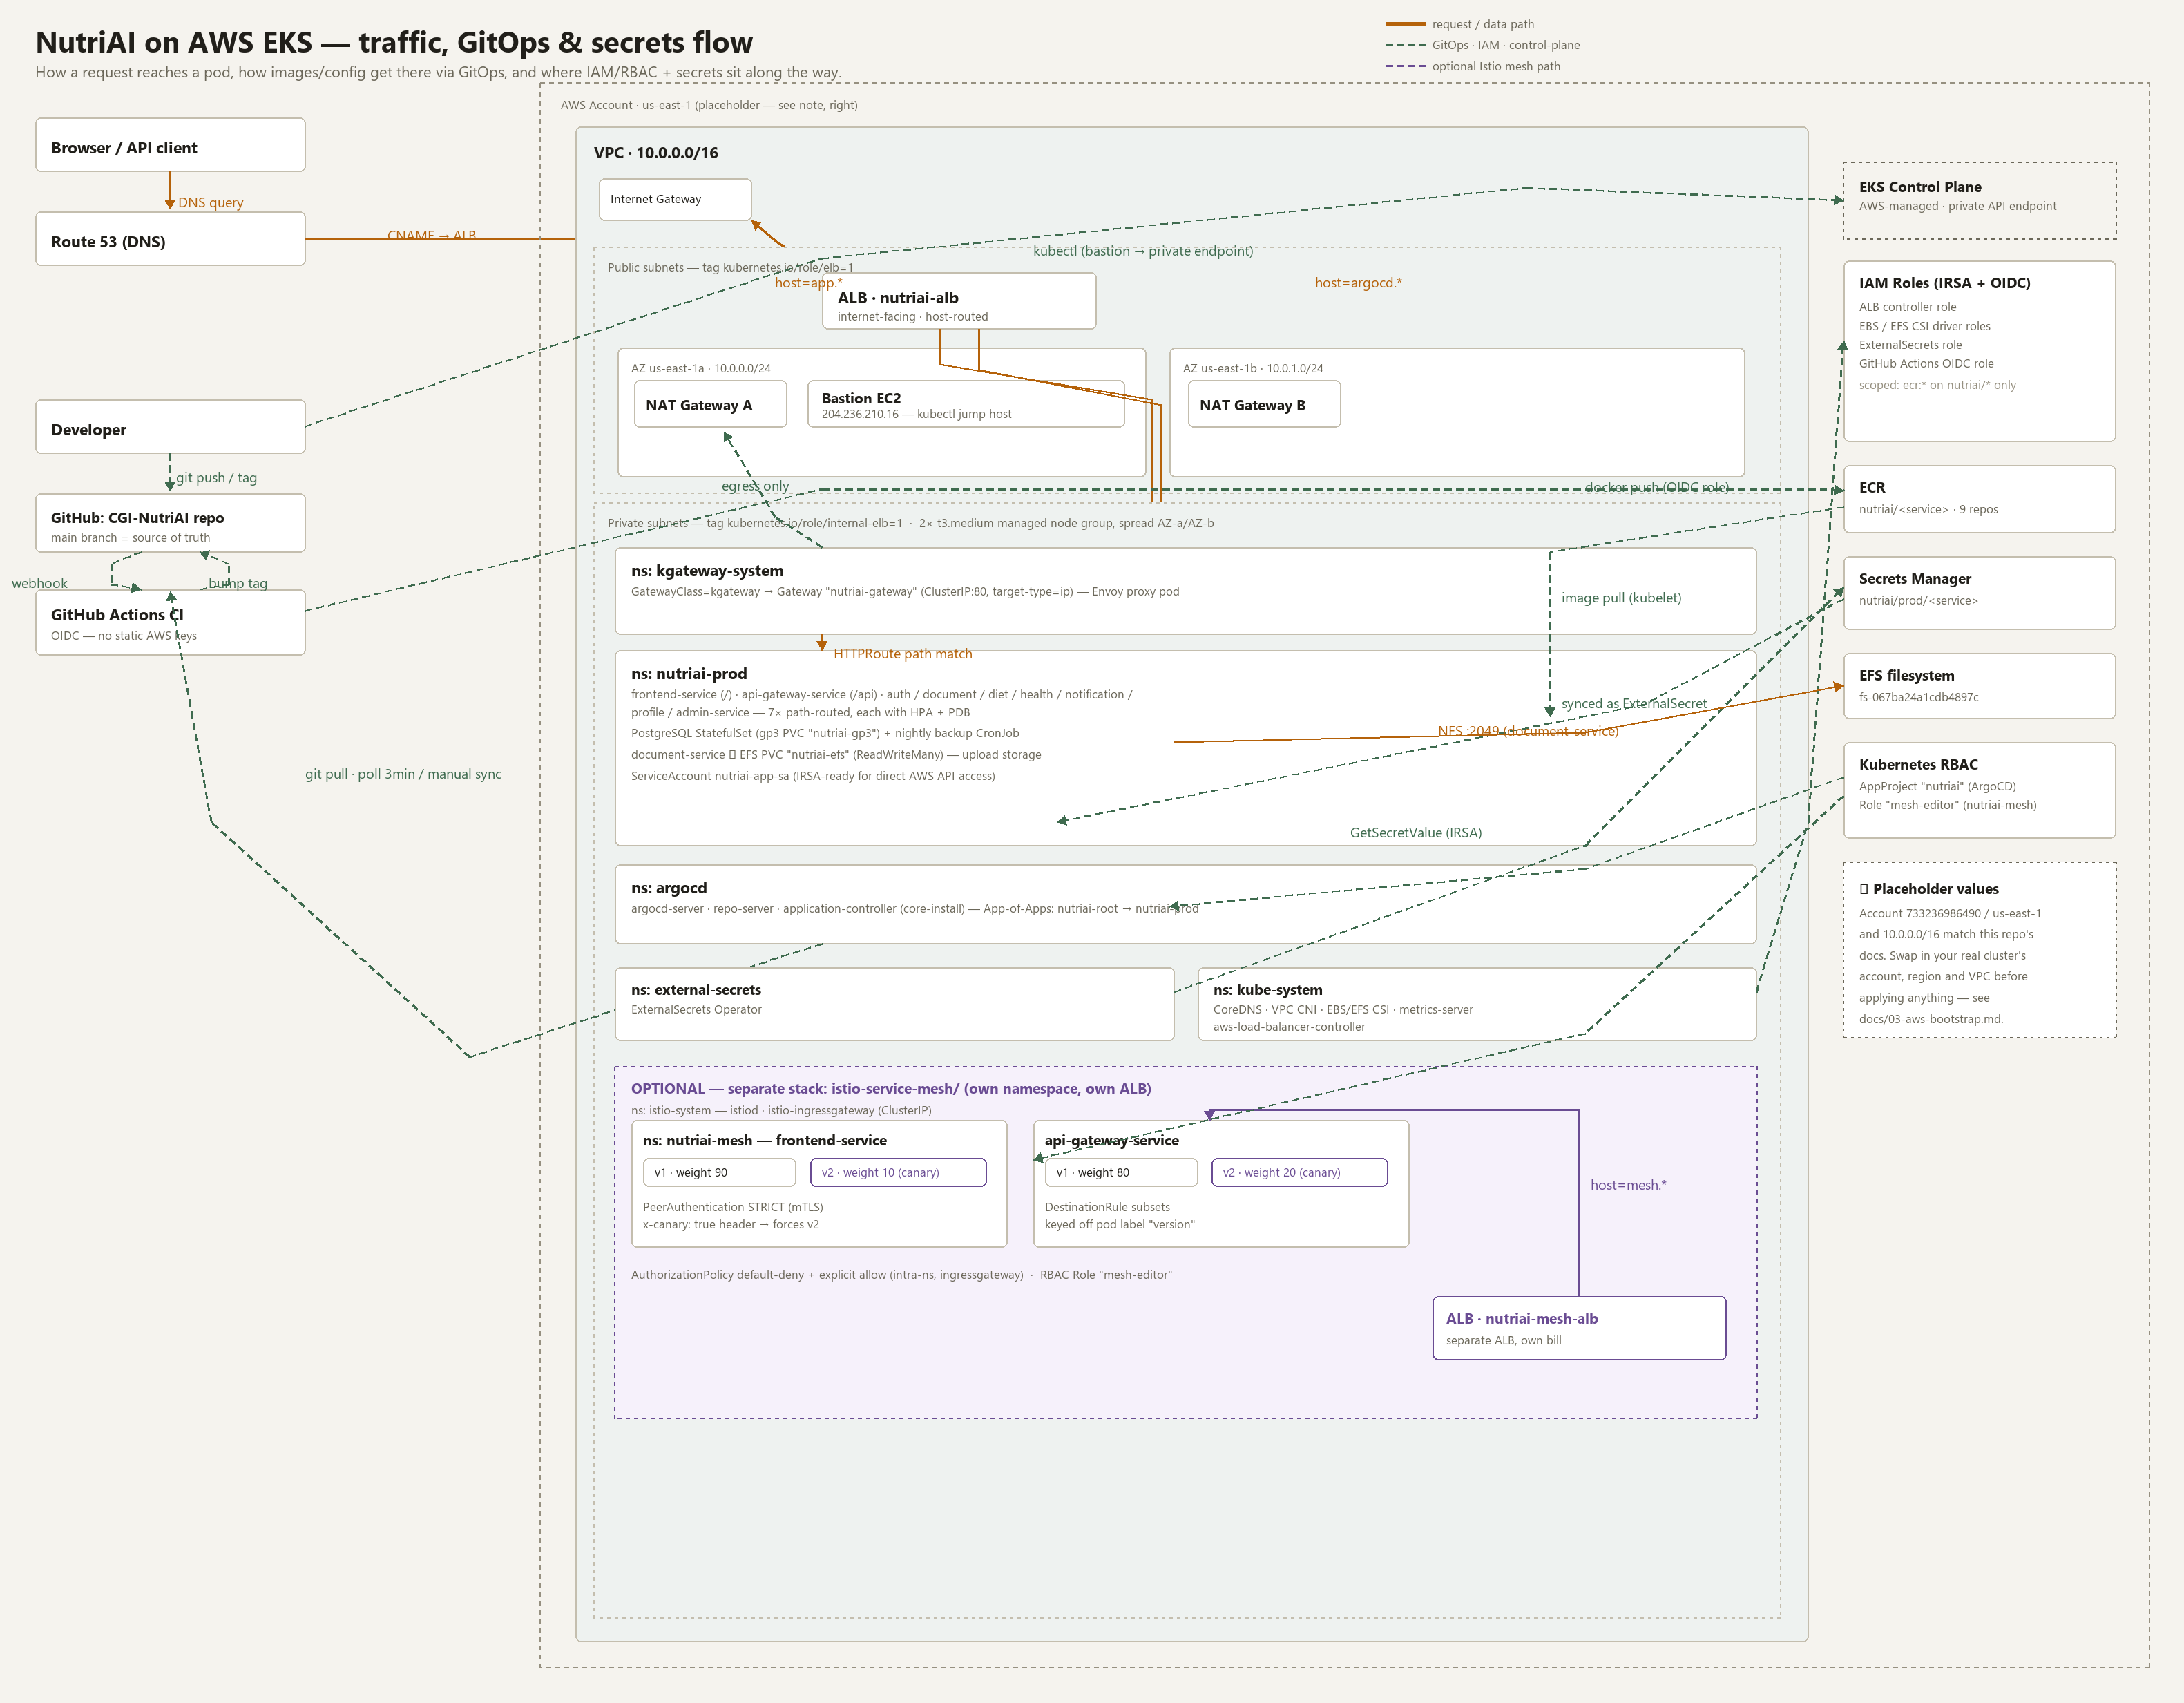 NutriAI on AWS EKS — traffic, GitOps & secrets flow
How a request reaches a pod, how images/config get there via GitOps, and where IAM/RBAC + secrets sit along the way.
request / data path
GitOps · IAM · control-plane
optional Istio mesh path
AWS Account · us-east-1 (placeholder — see note, right)
Browser / API client
DNS query
Route 53 (DNS)
CNAME → ALB
Developer
git push / tag
GitHub: CGI-NutriAI repo
main branch = source of truth
webhook
bump tag
GitHub Actions CI
OIDC — no static AWS keys
git pull · poll 3min / manual sync
VPC · 10.0.0.0/16
Internet Gateway
kubectl (bastion → private endpoint)
Public subnets — tag kubernetes.io/role/elb=1
host=app.*
host=argocd.*
ALB · nutriai-alb
internet-facing · host-routed
AZ us-east-1a · 10.0.0.0/24
NAT Gateway A
Bastion EC2
204.236.210.16 — kubectl jump host
AZ us-east-1b · 10.0.1.0/24
NAT Gateway B
egress only
docker push (OIDC role)
Private subnets — tag kubernetes.io/role/internal-elb=1 · 2× t3.medium managed node group, spread AZ-a/AZ-b
ns: kgateway-system
GatewayClass=kgateway → Gateway "nutriai-gateway" (ClusterIP:80, target-type=ip) — Envoy proxy pod
image pull (kubelet)
HTTPRoute path match
ns: nutriai-prod
frontend-service (/) · api-gateway-service (/api) · auth / document / diet / health / notification /
profile / admin-service — 7× path-routed, each with HPA + PDB
PostgreSQL StatefulSet (gp3 PVC "nutriai-gp3") + nightly backup CronJob
document-service EFS PVC "nutriai-efs" (ReadWriteMany) — upload storage
ServiceAccount nutriai-app-sa (IRSA-ready for direct AWS API access)
synced as ExternalSecret
NFS :2049 (document-service)
GetSecretValue (IRSA)
ns: argocd
argocd-server · repo-server · application-controller (core-install) — App-of-Apps: nutriai-root → nutriai-prod
ns: external-secrets
ExternalSecrets Operator
ns: kube-system
CoreDNS · VPC CNI · EBS/EFS CSI · metrics-server
aws-load-balancer-controller
OPTIONAL — separate stack: istio-service-mesh/ (own namespace, own ALB)
ns: istio-system — istiod · istio-ingressgateway (ClusterIP)
ns: nutriai-mesh — frontend-service
v1 · weight 90
v2 · weight 10 (canary)
PeerAuthentication STRICT (mTLS)
x-canary: true header → forces v2
api-gateway-service
v1 · weight 80
v2 · weight 20 (canary)
DestinationRule subsets
keyed off pod label "version"
host=mesh.*
AuthorizationPolicy default-deny + explicit allow (intra-ns, ingressgateway) · RBAC Role "mesh-editor"
ALB · nutriai-mesh-alb
separate ALB, own bill
EKS Control Plane
AWS-managed · private API endpoint
IAM Roles (IRSA + OIDC)
ALB controller role
EBS / EFS CSI driver roles
ExternalSecrets role
GitHub Actions OIDC role
scoped: ecr:* on nutriai/* only
ECR
nutriai/<service> · 9 repos
Secrets Manager
nutriai/prod/<service>
EFS filesystem
fs-067ba24a1cdb4897c
Kubernetes RBAC
AppProject "nutriai" (ArgoCD)
Role "mesh-editor" (nutriai-mesh)
Placeholder values
Account 733236986490 / us-east-1
and 10.0.0.0/16 match this repo's
docs. Swap in your real cluster's
account, region and VPC before
applying anything — see
docs/03-aws-bootstrap.md.